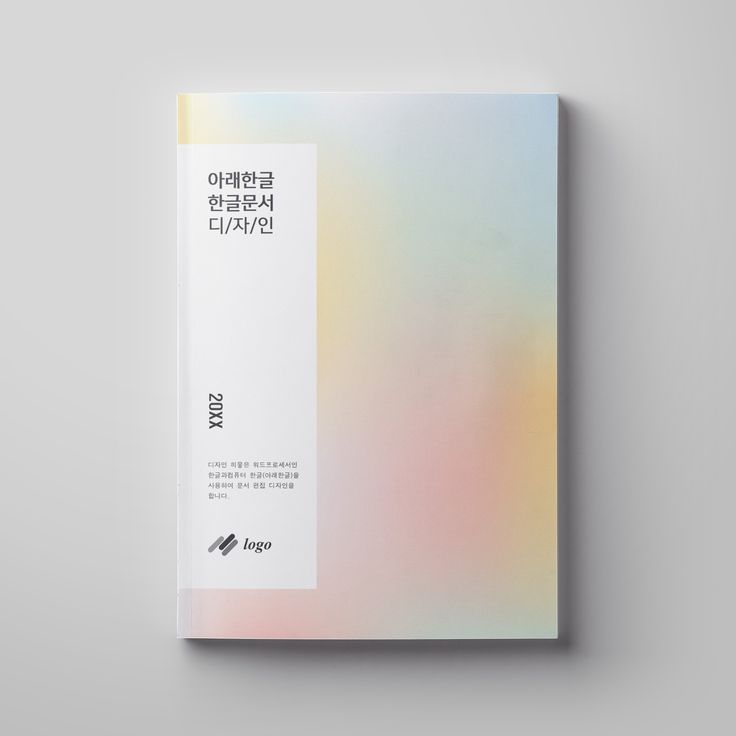 아래한글
한글문서
디/자/인
20XX
디자인 피물은 워드프로세서인
한글과컴퓨터 한글(아래한글)을
사용하여 문서 편집 디자인을
합니다.
logo